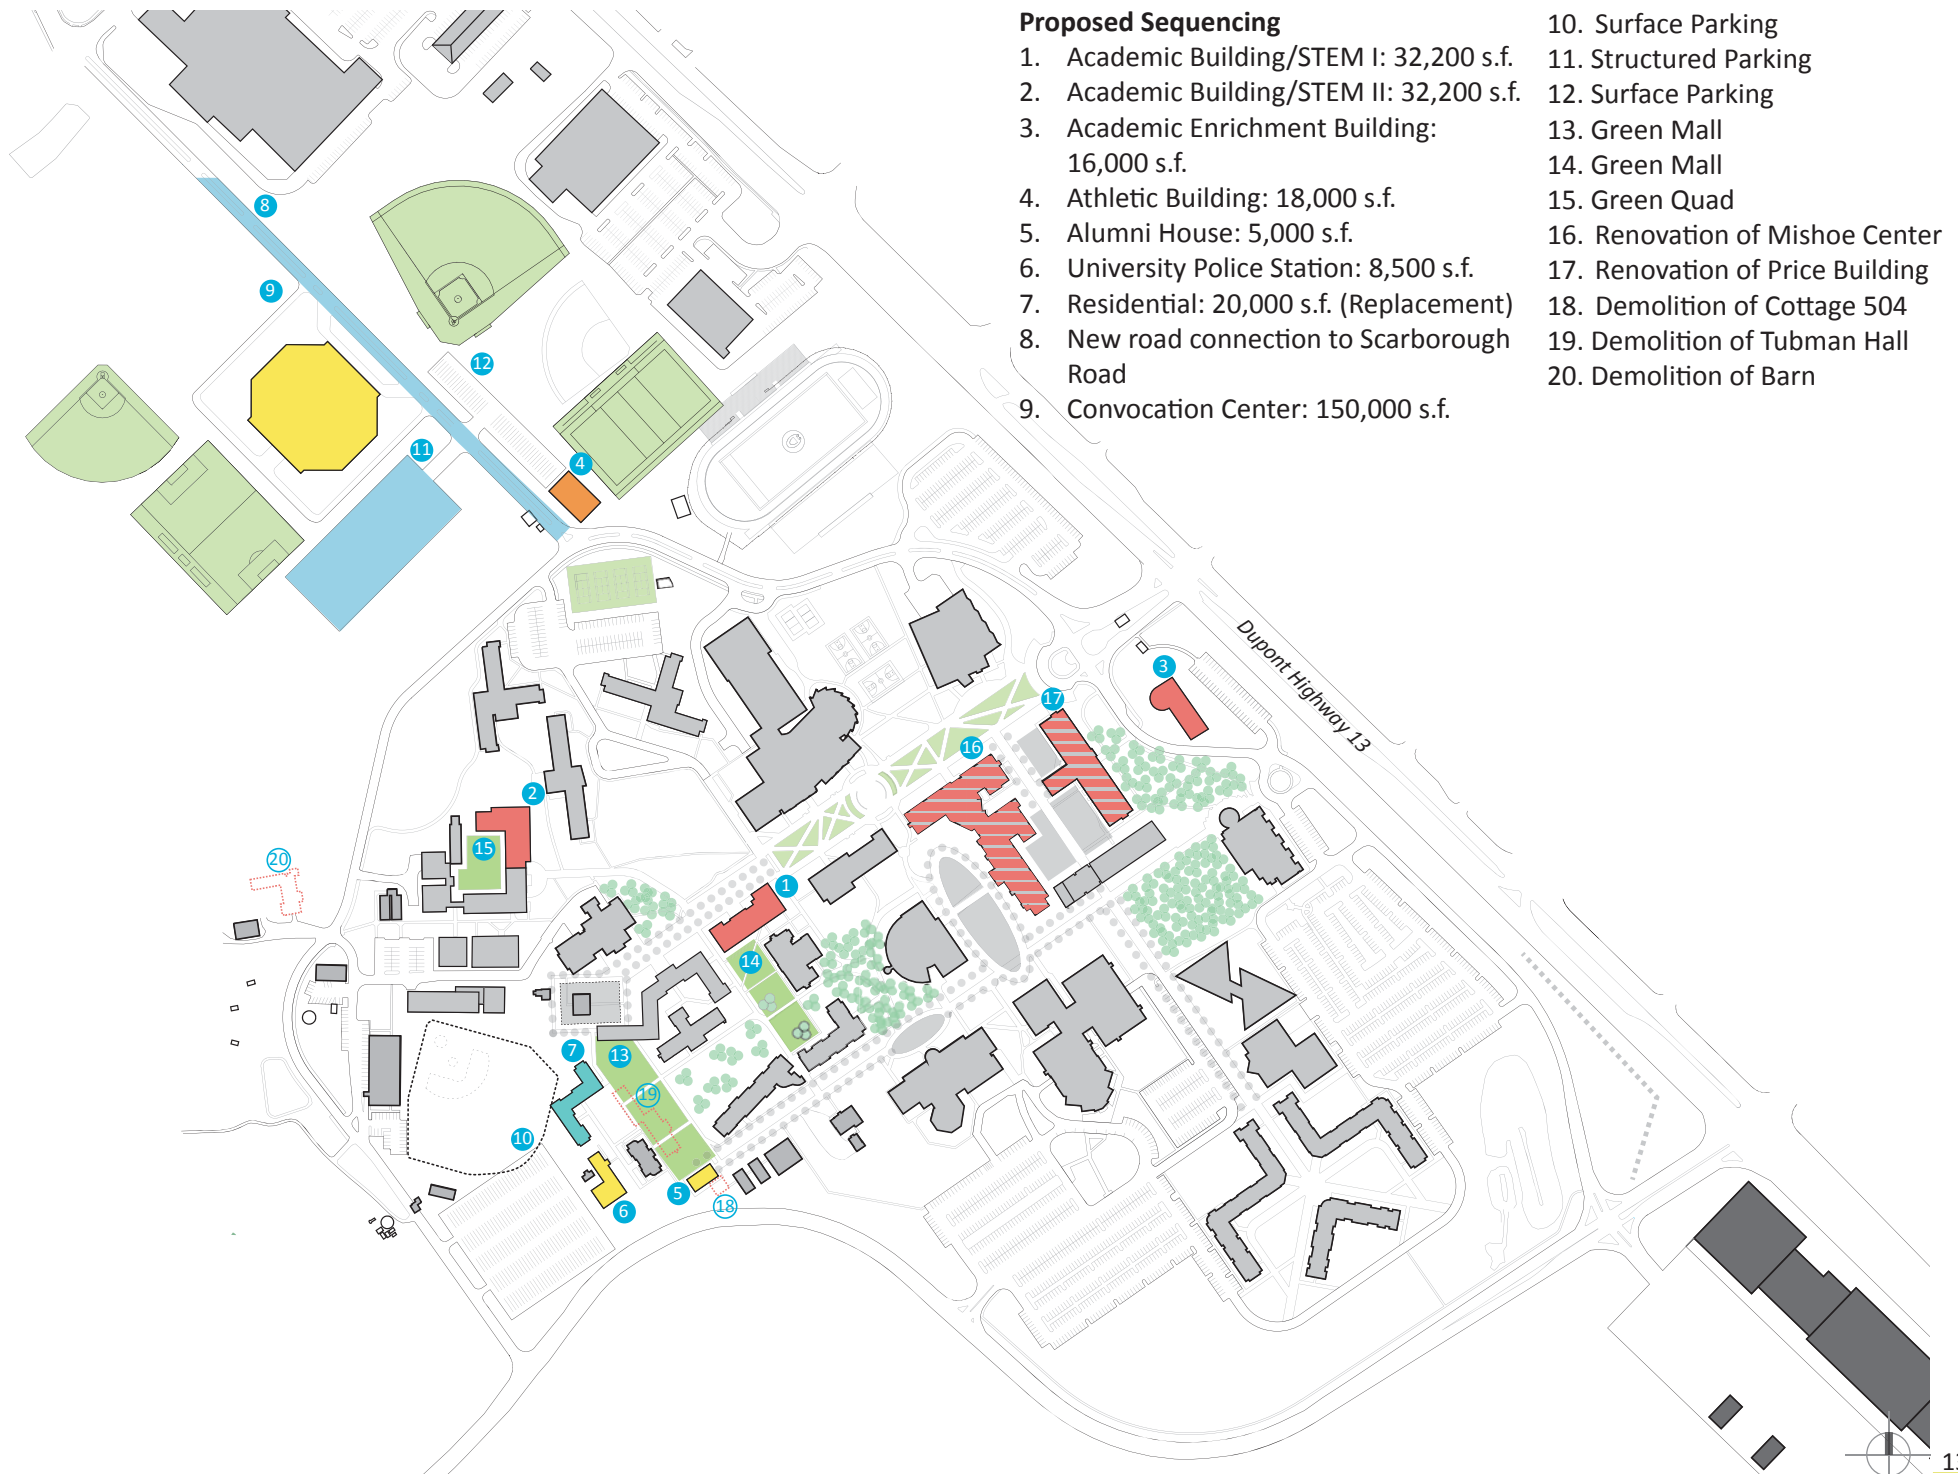 Proposed Sequencing
1. Academic Building/STEM I: 32,200 s.f.
2. Academic Building/STEM II: 32,200 s.f.
3. Academic Enrichment Building:
16,000 s.f.
4. Athletic Building: 18,000 s.f.
5. Alumni House: 5,000 s.f.
6. University Police Station: 8,500 s.f.
7. Residential: 20,000 s.f. (Replacement)
8. New road connection to Scarborough
Road
9. Convocation Center: 150,000 s.f.
10. Surface Parking
11. Structured Parking
12. Surface Parking
13. Green Mall
14. Green Mall
15. Green Quad
16. Renovation of Mishoe Center
17. Renovation of Price Building
18. Demolition of Cottage 504
19. Demolition of Tubman Hall
20. Demolition of Barn
8
9
12
11
4
Dupont Highway 13
3
17
16
2
15
20
1
14
7
13
19
10
5
6
18